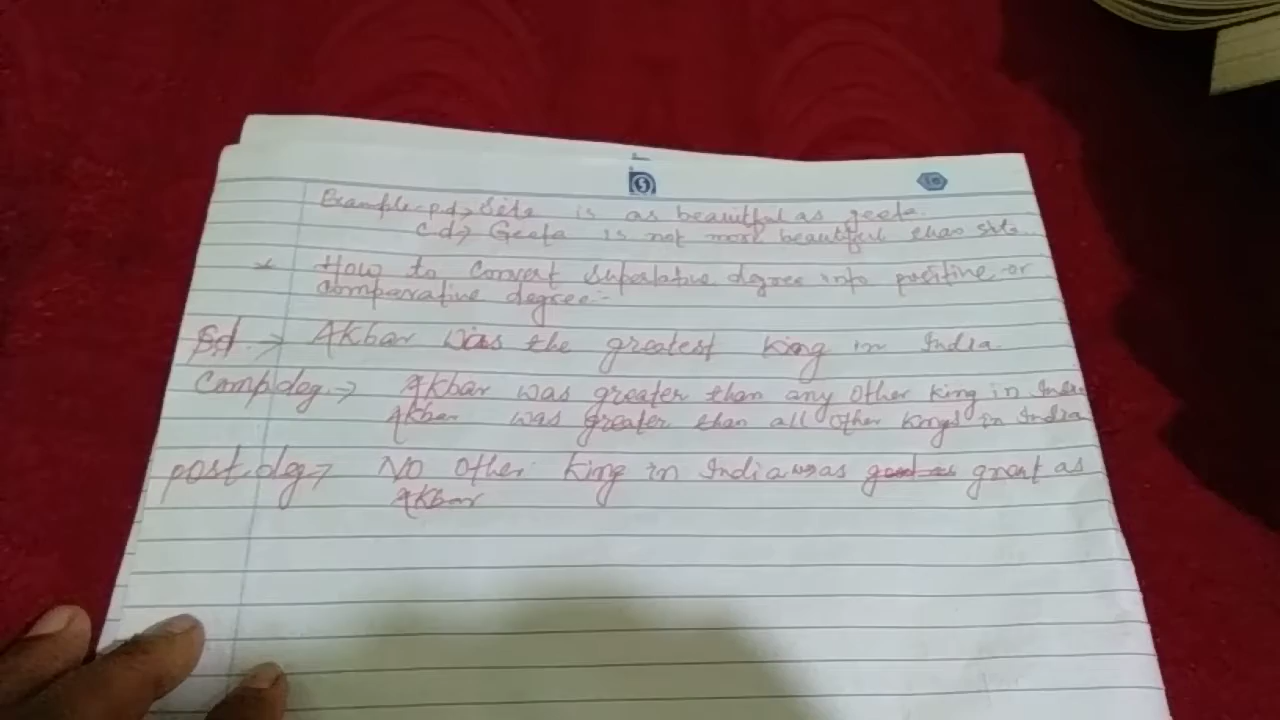 Example- p.d→ Sita is as beautiful as geeta.
c.d→ Geeta is not more beautiful than sita
* How to convert superlative degree into positive or
comparative degree:-
Sd → Akbar was the greatest king in India.
Comp.deg. → Akbar was greater than any other king in India
Akbar was greater than all other kings in India
post.deg→ No other king in India was as great as
Akbar